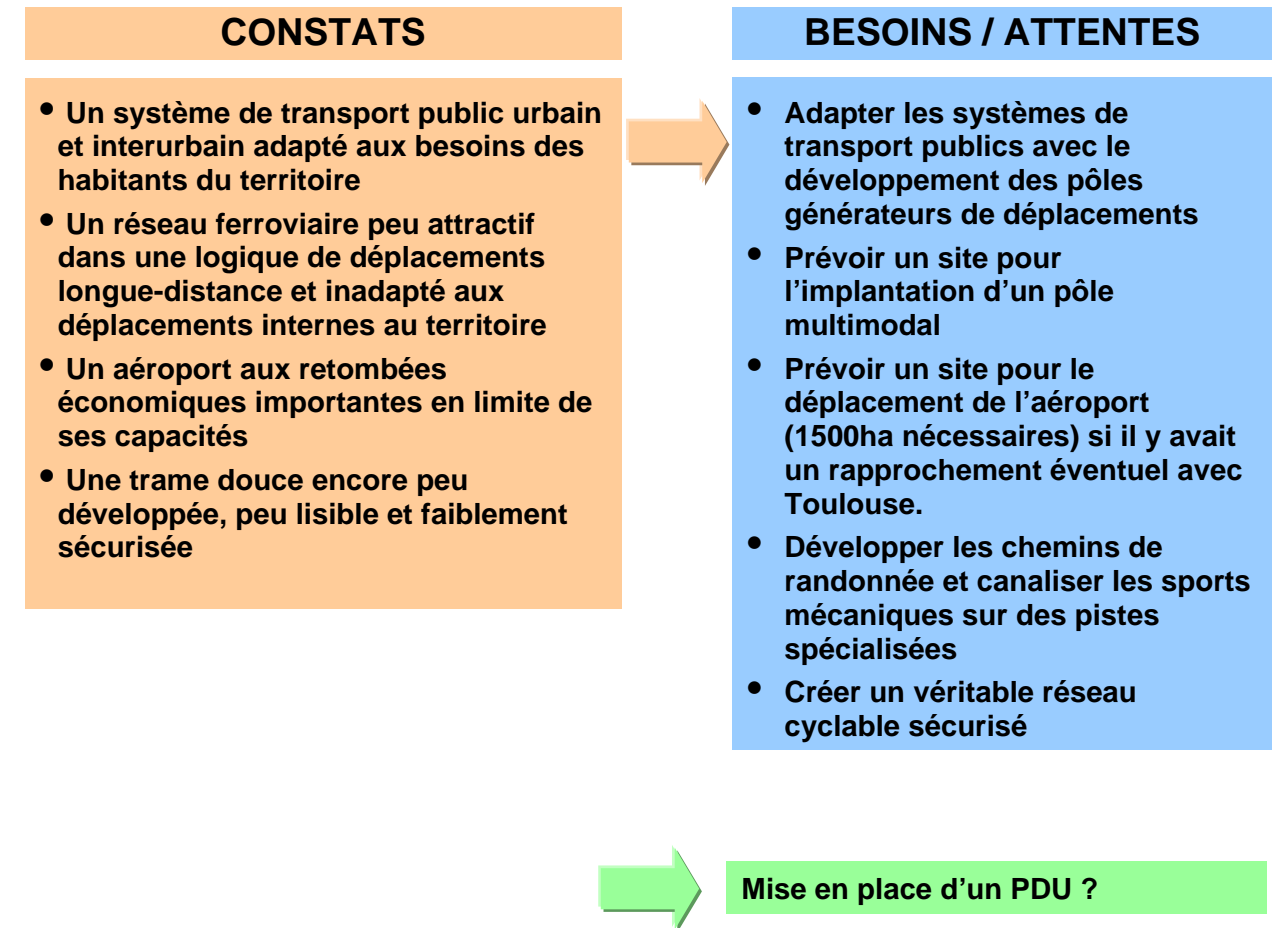 CONSTATS
• Un système de transport public urbain
et interurbain adapté aux besoins des
habitants du territoire
• Un réseau ferroviaire peu attractif
dans une logique de déplacements
longue-distance et inadapté aux
déplacements internes au territoire
• Un aéroport aux retombées
économiques importantes en limite de
ses capacités
• Une trame douce encore peu
développée, peu lisible et faiblement
sécurisée
BESOINS / ATTENTES
• Adapter les systèmes de
transport publics avec le
développement des pôles
générateurs de déplacements
• Prévoir un site pour
l’implantation d’un pôle
multimodal
• Prévoir un site pour le
déplacement de l’aéroport
(1500ha nécessaires) si il y avait
un rapprochement éventuel avec
Toulouse.
• Développer les chemins de
randonnée et canaliser les sports
mécaniques sur des pistes
spécialisées
• Créer un véritable réseau
cyclable sécurisé
Mise en place d’un PDU ?